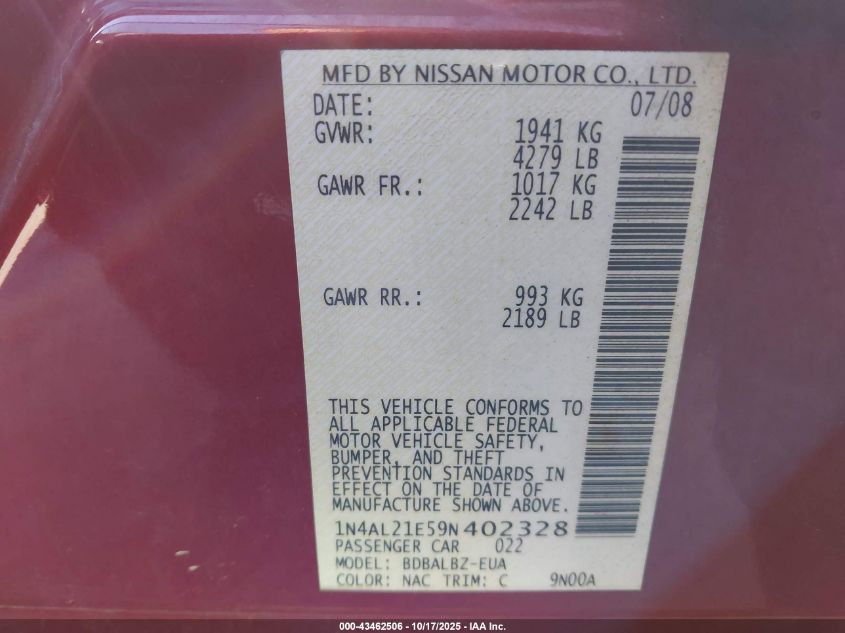 MFD BY NISSAN MOTOR CO., LTD.
DATE: 07/08
GVWR: 1941 KG
4279 LB
GAWR FR.: 1017 KG
2242 LB
GAWR RR.: 993 KG
2189 LB
THIS VEHICLE CONFORMS TO
ALL APPLICABLE FEDERAL
MOTOR VEHICLE SAFETY,
BUMPER, AND THEFT
PREVENTION STANDARDS IN
EFFECT ON THE DATE OF
MANUFACTURE SHOWN ABOVE.
1N4AL21E59N402328
PASSENGER CAR 022
MODEL: BDBALBZ-EUA
COLOR: NAC TRIM: C 9N00A
000-43462506 - 10/17/2025 - IAA Inc.